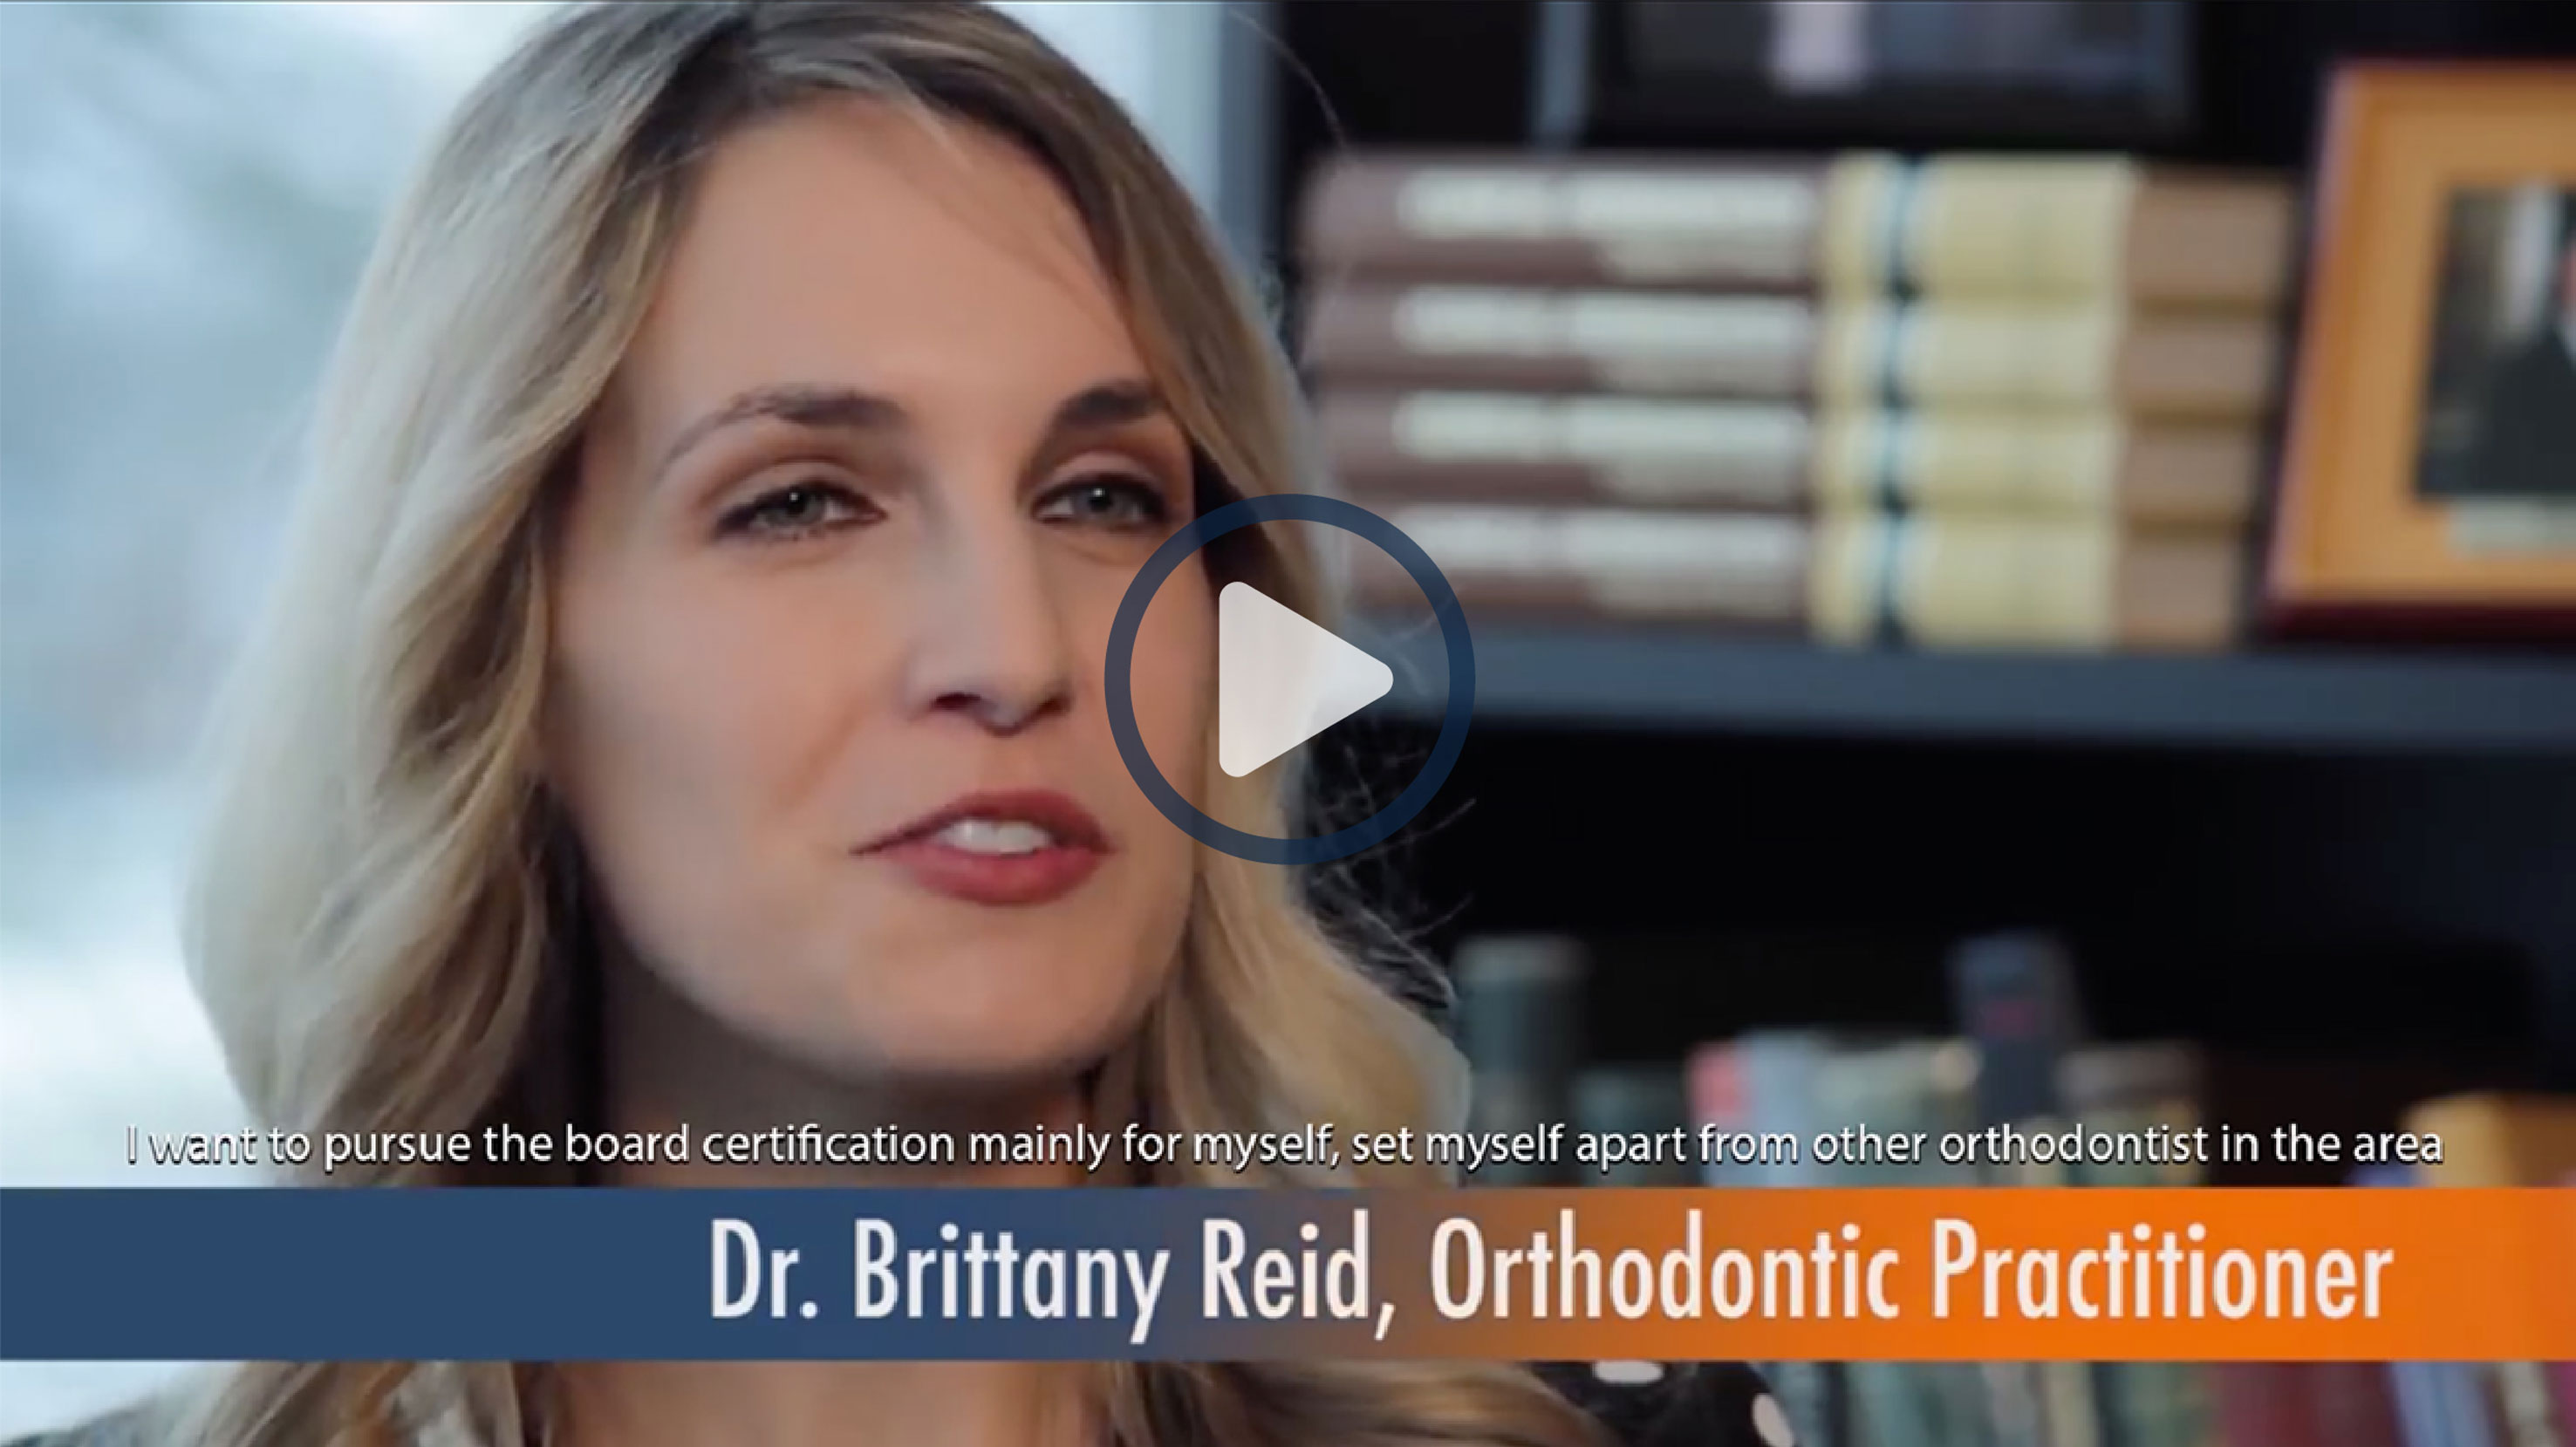 I want to pursue the board certification mainly for myself, set myself apart from other orthodontist in the area
Dr. Brittany Reid, Orthodontic Practitioner